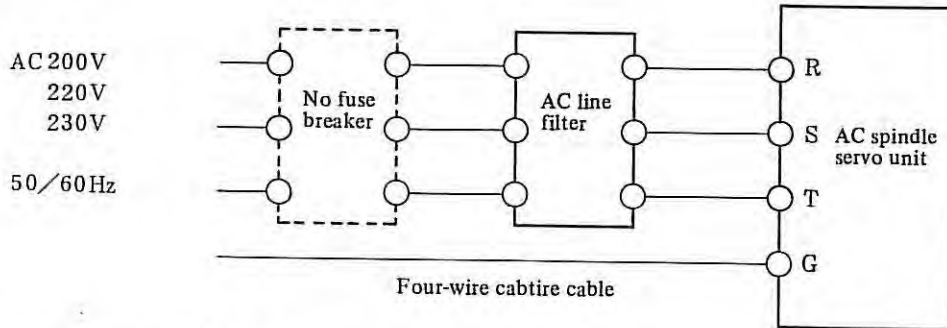 AC 200V
220V
230V
50/60Hz
No fuse
breaker
AC line
filter
R
S
T
G
AC spindle
servo unit
Four-wire cabtire cable